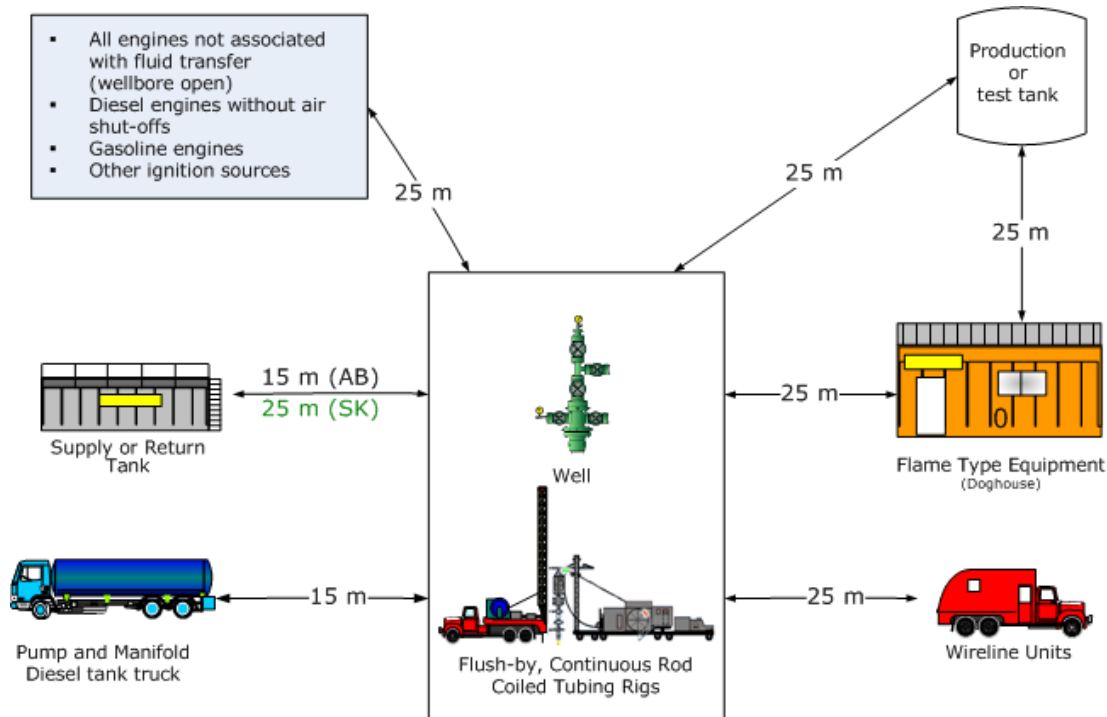 ▪ All engines not associated
with fluid transfer
(wellbore open)
▪ Diesel engines without air
shut-offs
▪ Gasoline engines
▪ Other ignition sources
Production
or
test tank
25 m
25 m
25 m
15 m (AB)
25 m (SK)
Supply or Return
Tank
Well
25 m
Flame Type Equipment
(Doghouse)
15 m
25 m
Pump and Manifold
Diesel tank truck
Flush-by, Continuous Rod
Coiled Tubing Rigs
Wireline Units